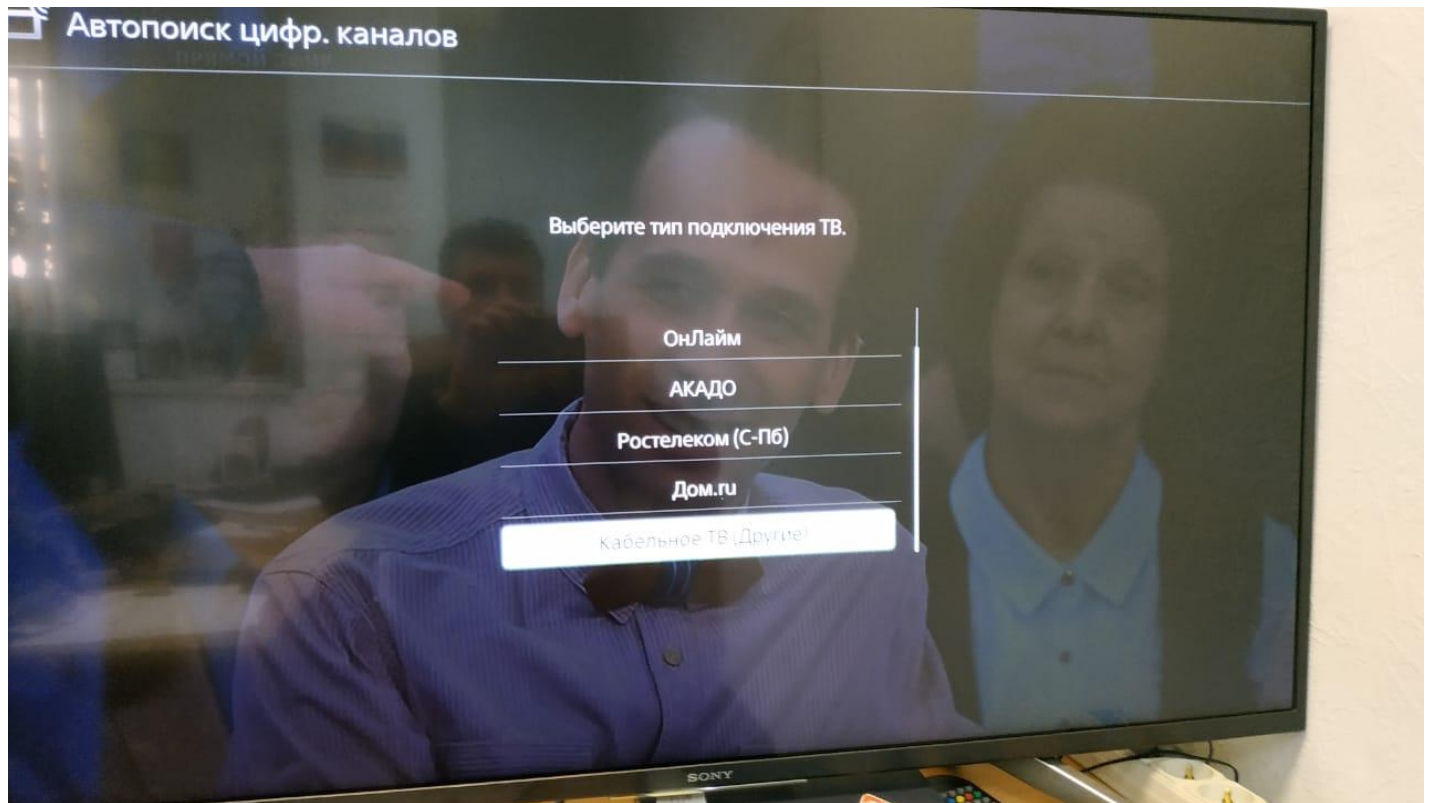 Автопоиск цифр. каналов
Выберите тип подключения ТВ.
ОнЛайм
АКАДО
Ростелеком (С-Пб)
Дом.ru
Кабельное ТВ (Другие)
SONY